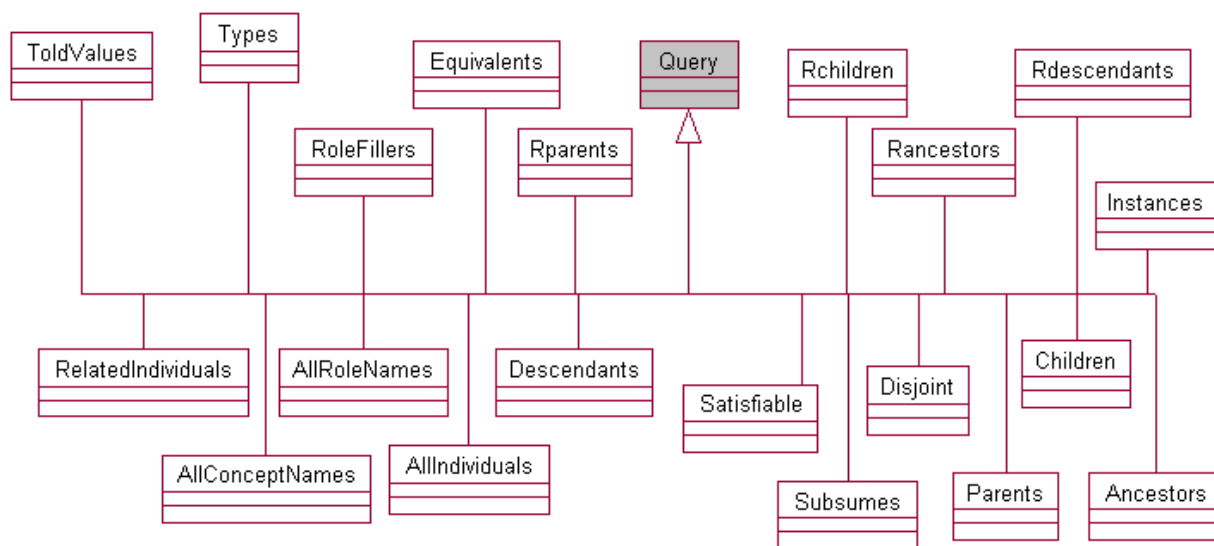 ToldValues
Types
Equivalents
Query
Rchildren
Rdescendants
RoleFillers
Rparents
Rancestors
Instances
RelatedIndividuals
AllRoleNames
Descendants
Satisfiable
Disjoint
Children
AllConceptNames
AllIndividuals
Subsumes
Parents
Ancestors